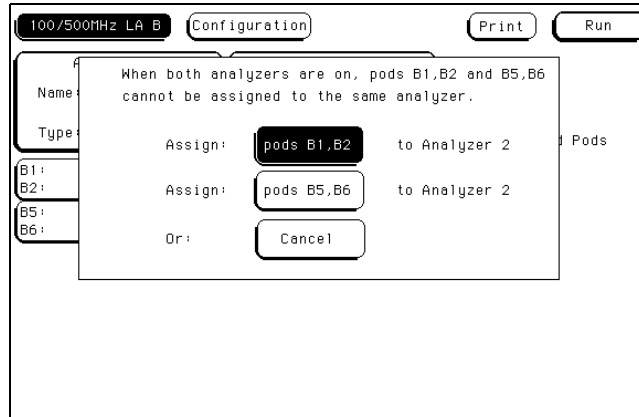 100/500MHz LA B Configuration Print Run
A
When both analyzers are on, pods B1,B2 and B5,B6
Name:
cannot be assigned to the same analyzer.
Type:
Assign: pods B1,B2 to Analyzer 2
d Pods
B1:
B2:
Assign: pods B5,B6 to Analyzer 2
B5:
B6:
Or: Cancel